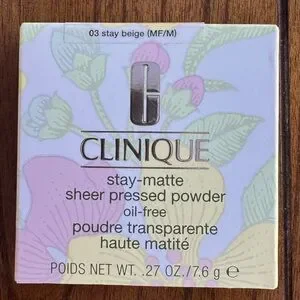 03 stay beige (MF/M)
CLINIQUE
stay-matte
sheer pressed powder
oil-free
poudre transparente
haute matité
POIDS NET WT. .27 OZ./7.6 g ℮